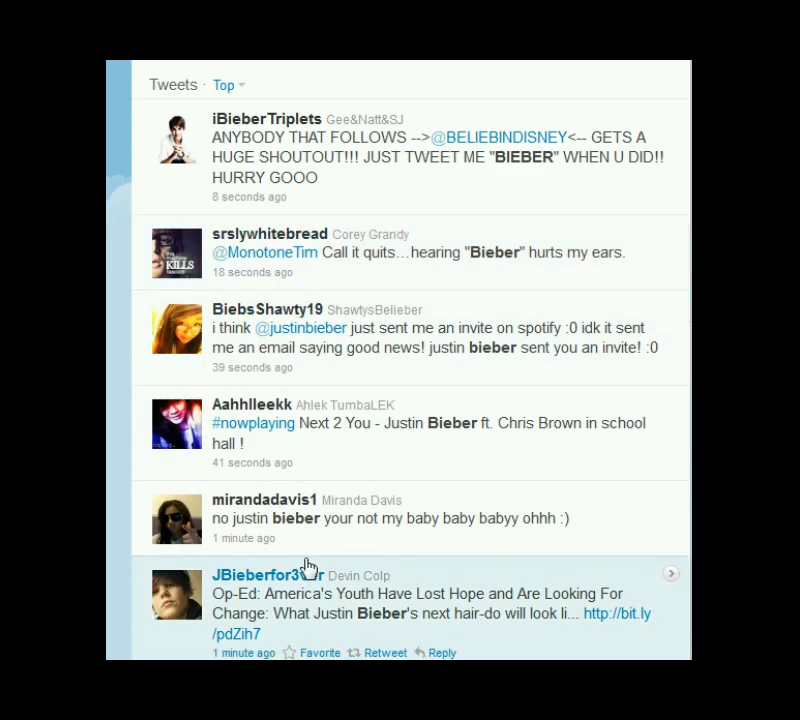 Tweets · Top
iBieberTriplets Gee&Natt&SJ
ANYBODY THAT FOLLOWS -->@BELIEBINDISNEY<-- GETS A
HUGE SHOUTOUT!!! JUST TWEET ME "BIEBER" WHEN U DID!!
HURRY GOOO
8 seconds ago
srslywhitebread Corey Grandy
@MonotoneTim Call it quits...hearing "Bieber" hurts my ears.
18 seconds ago
KILLS
BiebsShawty19 ShawtysBelieber
i think @justinbieber just sent me an invite on spotify :0 idk it sent
me an email saying good news! justin bieber sent you an invite! :0
39 seconds ago
Aahhlleekk Ahlek TumbaLEK
#nowplaying Next 2 You - Justin Bieber ft. Chris Brown in school
hall !
41 seconds ago
mirandadavis1 Miranda Davis
no justin bieber your not my baby baby babyy ohhh :)
1 minute ago
JBieberfor3ver Devin Colp
Op-Ed: America's Youth Have Lost Hope and Are Looking For
Change: What Justin Bieber's next hair-do will look li... http://bit.ly
/pdZih7
1 minute ago Favorite Retweet Reply